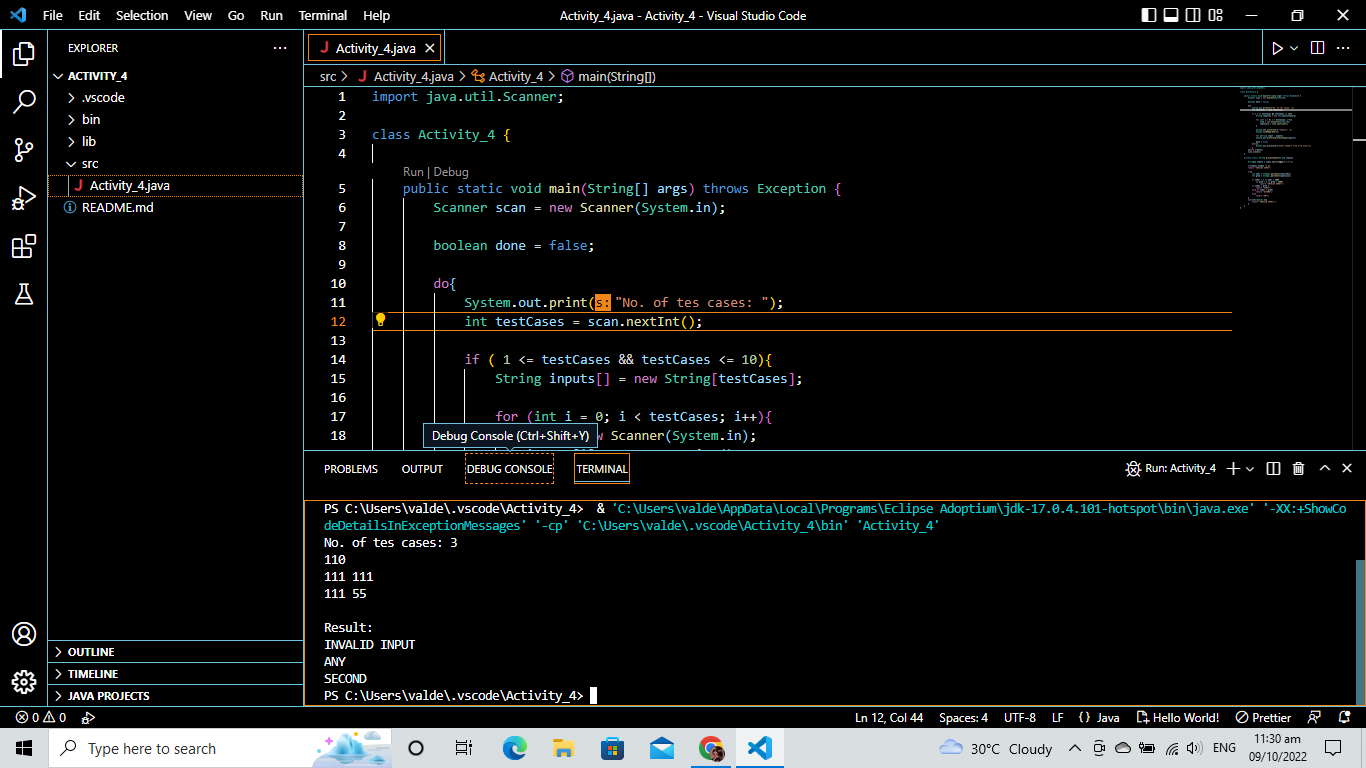 File Edit Selection View Go Run Terminal Help
Activity_4.java - Activity_4 - Visual Studio Code
EXPLORER
ACTIVITY_4
.vscode
bin
lib
src
Activity_4.java
README.md
OUTLINE
TIMELINE
JAVA PROJECTS
Activity_4.java
src > Activity_4.java > Activity_4 > main(String[])
1 import java.util.Scanner;
2
3 class Activity_4 {
4
Run | Debug
5 public static void main(String[] args) throws Exception {
6 Scanner scan = new Scanner(System.in);
7
8 boolean done = false;
9
10 do{
11 System.out.print(s: "No. of tes cases: ");
12 int testCases = scan.nextInt();
13
14 if ( 1 <= testCases && testCases <= 10){
15 String inputs[] = new String[testCases];
16
17 for (int i = 0; i < testCases; i++){
18 Scanner(System.in);
Debug Console (Ctrl+Shift+Y)
PROBLEMS OUTPUT DEBUG CONSOLE TERMINAL
Run: Activity_4
PS C:\Users\valde\.vscode\Activity_4> & 'C:\Users\valde\AppData\Local\Programs\Eclipse Adoptium\jdk-17.0.4.101-hotspot\bin\java.exe' '-XX:+ShowCo
deDetailsInExceptionMessages' '-cp' 'C:\Users\valde\.vscode\Activity_4\bin' 'Activity_4'
No. of tes cases: 3
110
111 111
111 55
Result:
INVALID INPUT
ANY
SECOND
PS C:\Users\valde\.vscode\Activity_4>
0 0
Ln 12, Col 44 Spaces: 4 UTF-8 LF {} Java Hello World! Prettier
Type here to search
30°C Cloudy
ENG
11:30 am
09/10/2022